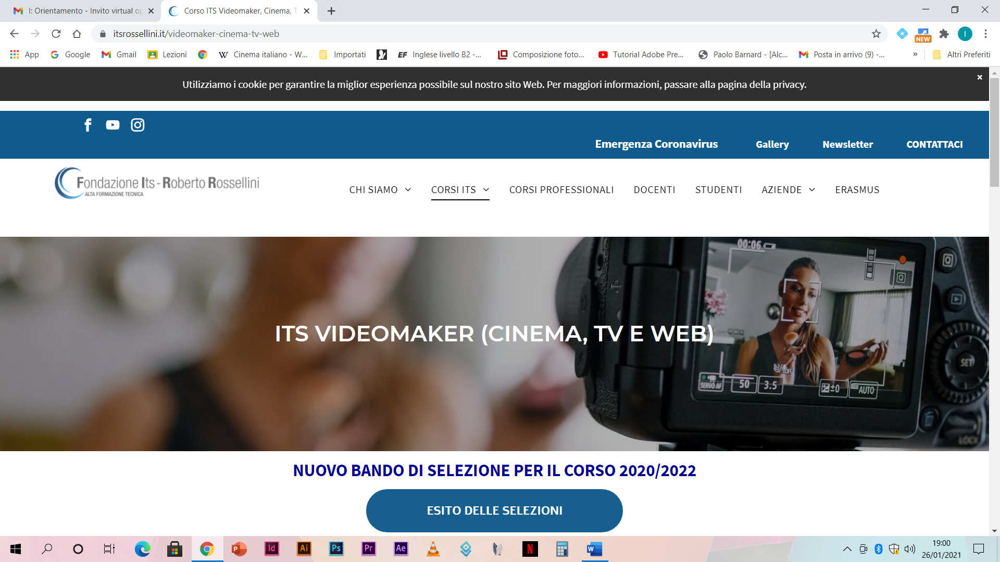 I: Orientamento - Invito virtual op
Corso ITS Videomaker, Cinema, T
itsrossellini.it/videomaker-cinema-tv-web
NEW
I
App
Google
Gmail
Lezioni
Cinema italiano - W...
Importati
EF Inglese livello B2 -...
Composizione foto...
Tutorial Adobe Pre...
Paolo Barnard - [Alc...
Posta in arrivo (9) -...
»
Altri Preferiti
Utilizziamo i cookie per garantire la miglior esperienza possibile sul nostro sito Web. Per maggiori informazioni, passare alla pagina della privacy.
Emergenza Coronavirus
Gallery
Newsletter
CONTATTACI
Fondazione Its - Roberto Rossellini
ALTA FORMAZIONE TECNICA
CHI SIAMO
CORSI ITS
CORSI PROFESSIONALI
DOCENTI
STUDENTI
AZIENDE
ERASMUS
00:06
Q
Q
ITS VIDEOMAKER (CINEMA, TV E WEB)
SET
OFF
SERVO AF
50
3.5
±0
ISO AUTO
LOCK
NUOVO BANDO DI SELEZIONE PER IL CORSO 2020/2022
ESITO DELLE SELEZIONI
P
Id
Ai
Ps
Pr
Ae
N
W
19:00
26/01/2021